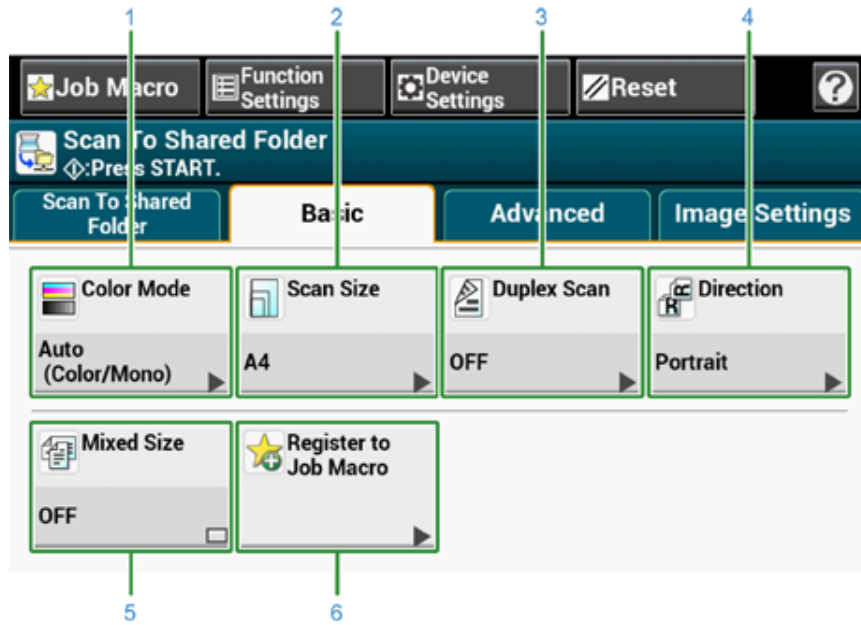 1 2 3 4
Job Macro Function Settings Device Settings Reset ?
Scan To Shared Folder
:Press START.
Scan To Shared Folder Basic Advanced Image Settings
Color Mode Scan Size Duplex Scan Direction
Auto (Color/Mono) A4 OFF Portrait
Mixed Size Register to Job Macro
OFF
5 6